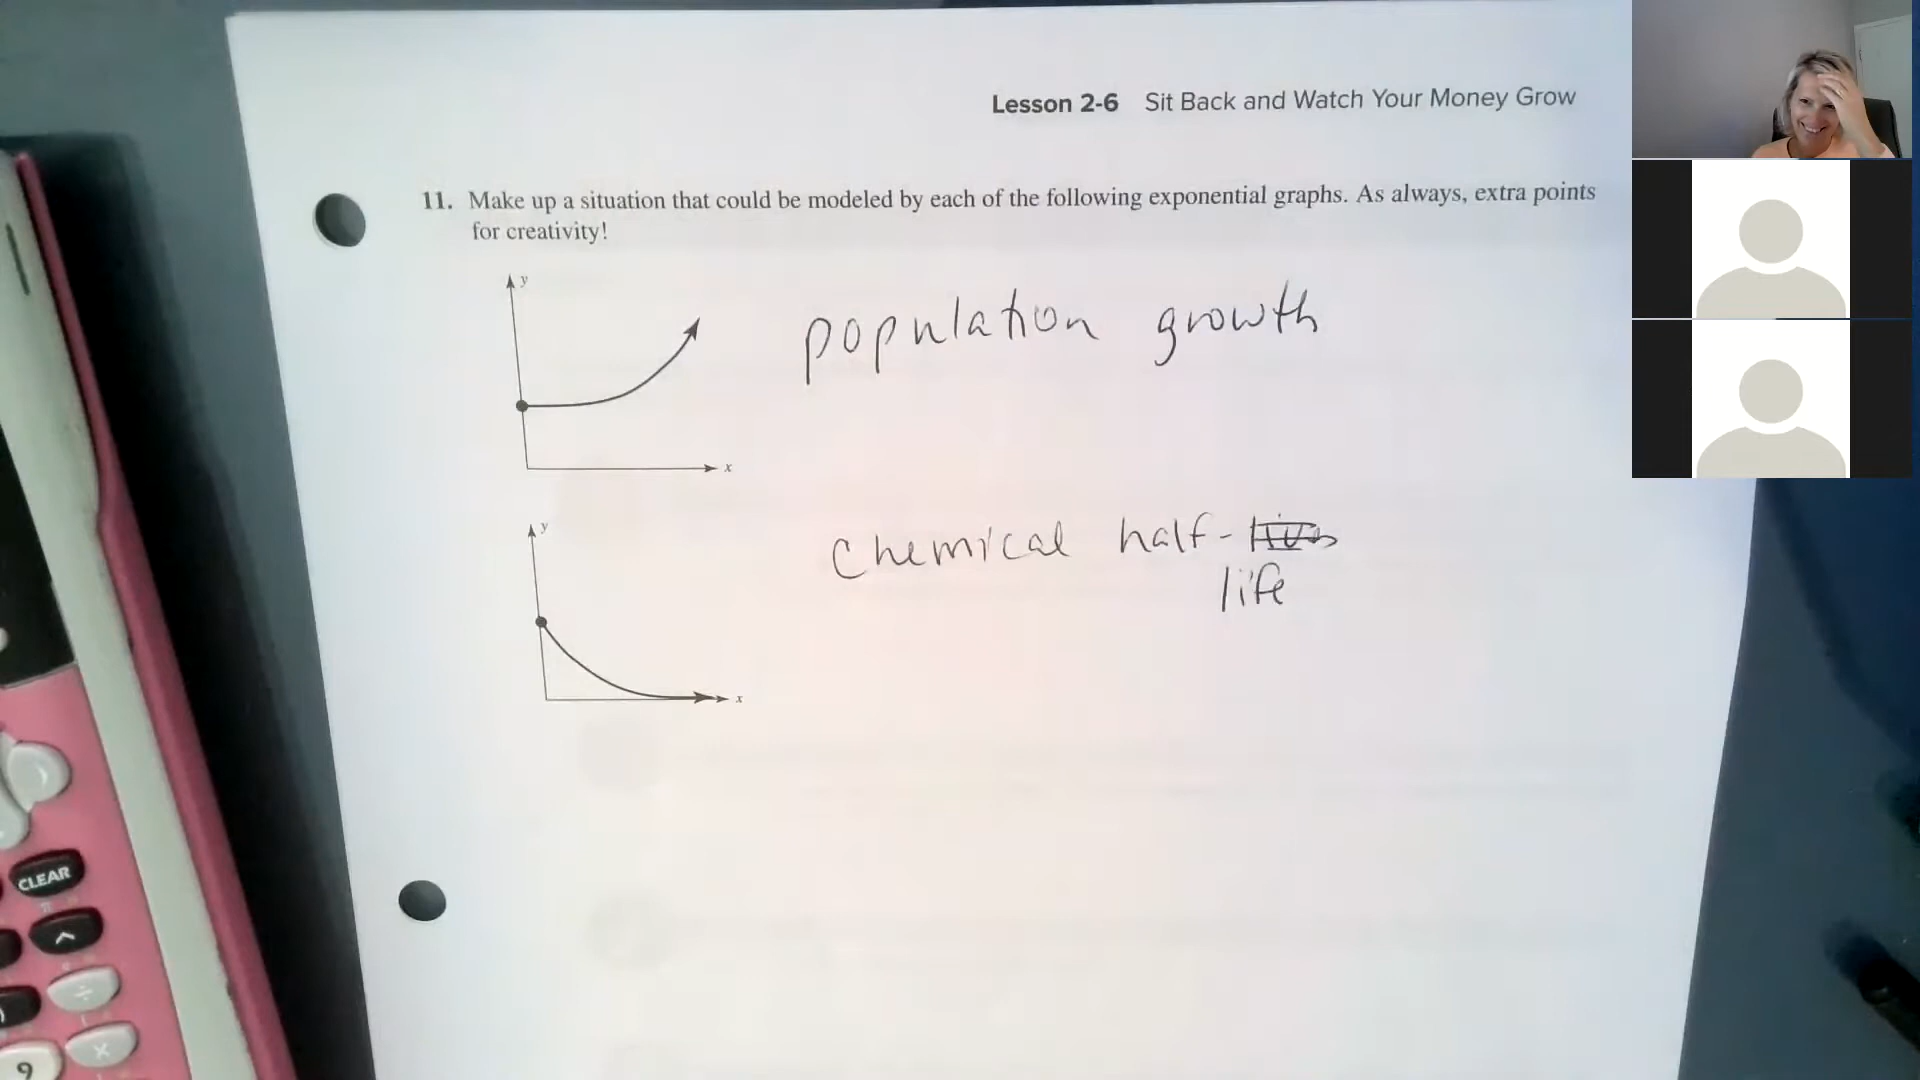 Lesson 2-6 Sit Back and Watch Your Money Grow
11. Make up a situation that could be modeled by each of the following exponential graphs. As always, extra points
for creativity!
y
population growth
x
y
chemical half-
life
x
CLEAR
^
÷
×
9